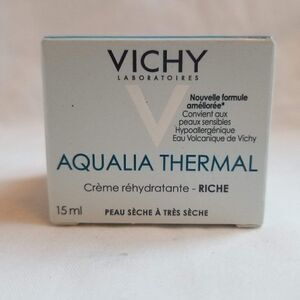 VICHY
LABORATOIRES
Nouvelle formule
améliorée*
Convient aux
peaux sensibles
Hypoallergénique
Eau Volcanique de Vichy
AQUALIA THERMAL
Crème réhydratante - RICHE
15 ml
PEAU SÈCHE À TRÈS SÈCHE